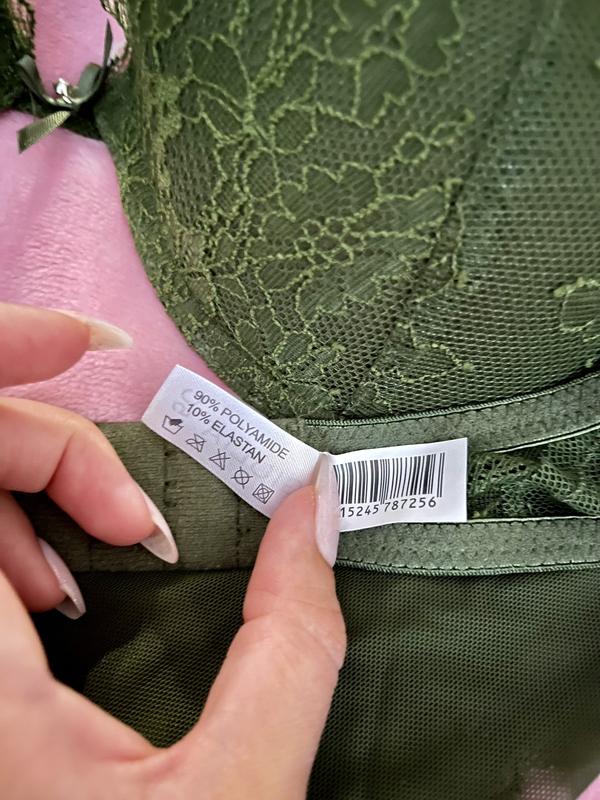 90% POLYAMIDE
10% ELASTAN
15245 787256